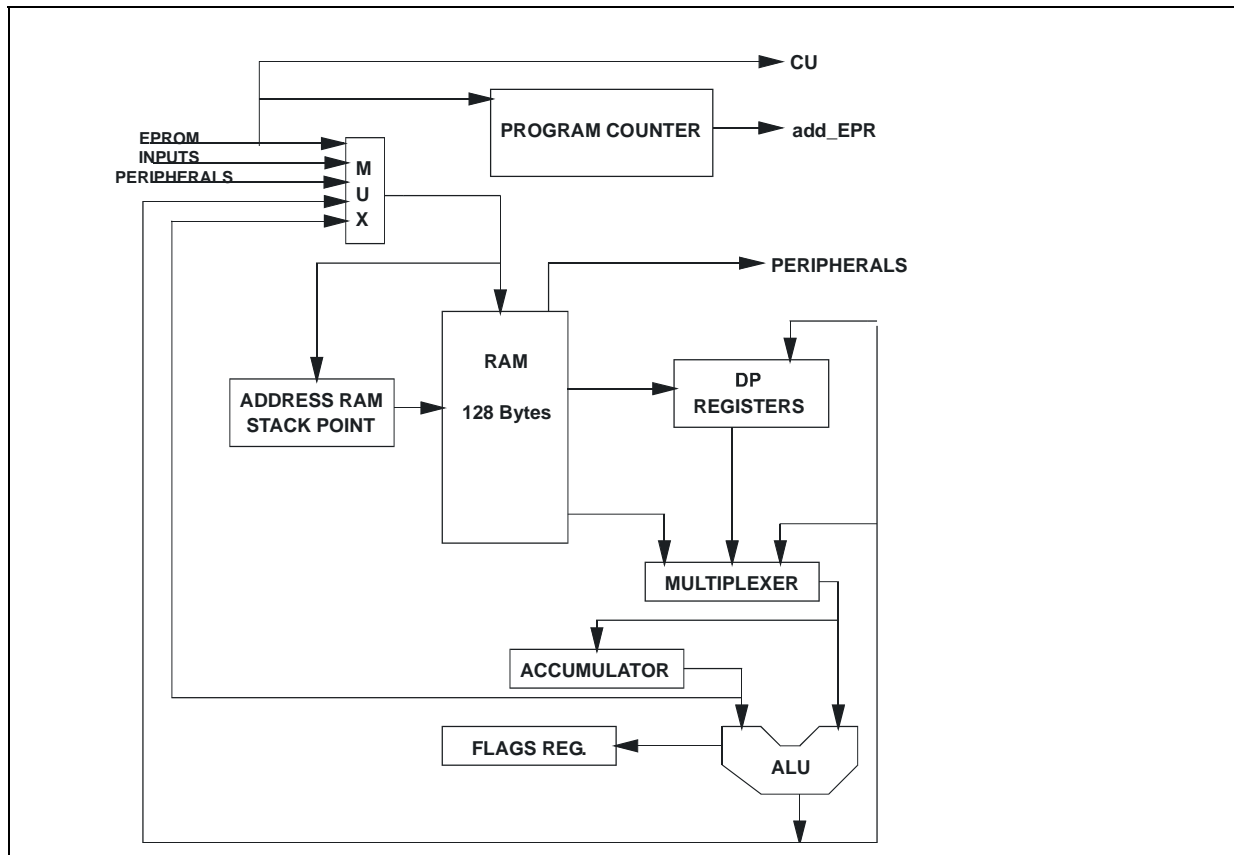 CU
PROGRAM COUNTER
add_EPR
EPROM
INPUTS
PERIPHERALS
M
U
X
PERIPHERALS
RAM
128 Bytes
DP
REGISTERS
ADDRESS RAM
STACK POINT
MULTIPLEXER
ACCUMULATOR
FLAGS REG.
ALU